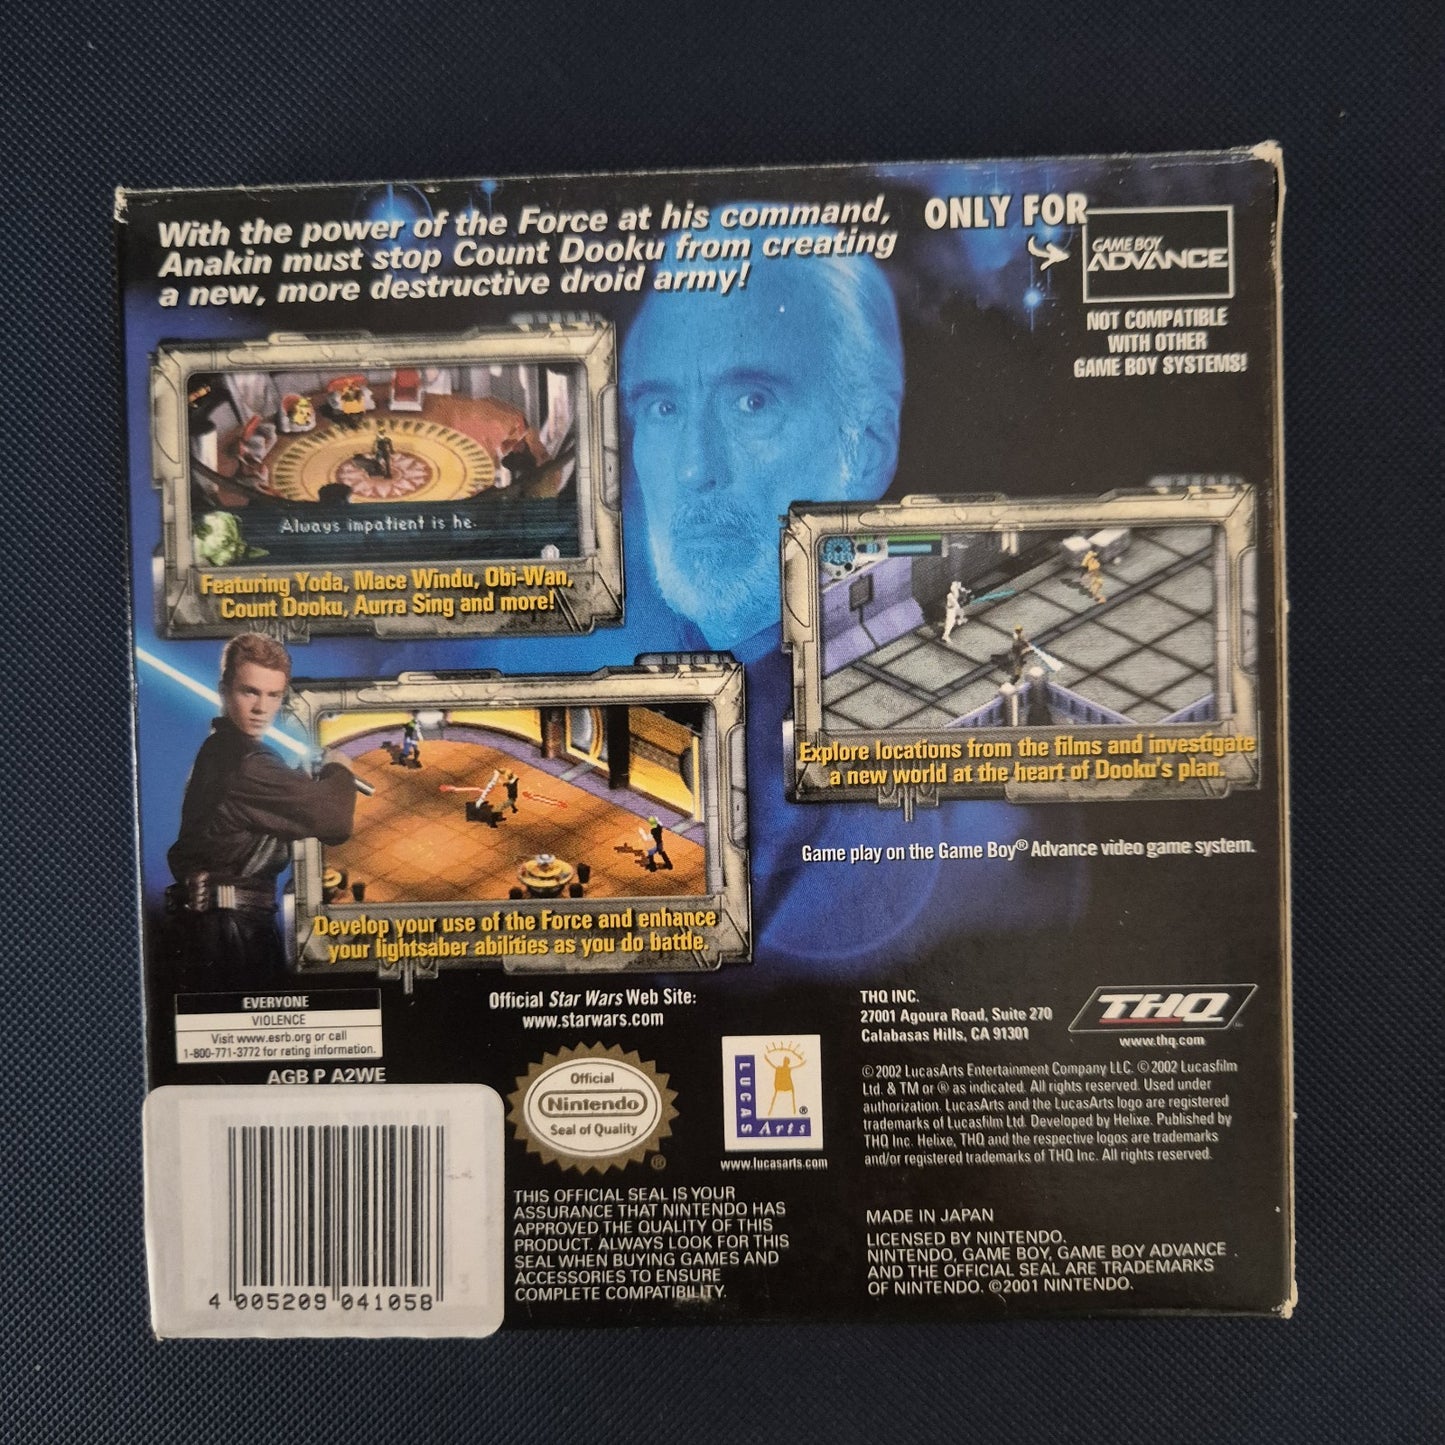 With the power of the Force at his command,
Anakin must stop Count Dooku from creating
a new, more destructive droid army!
ONLY FOR
GAME BOY
ADVANCE
NOT COMPATIBLE
WITH OTHER
GAME BOY SYSTEMS!
Always impatient is he.
Featuring Yoda, Mace Windu, Obi-Wan,
Count Dooku, Aurra Sing and more!
Explore locations from the films and investigate
a new world at the heart of Dooku's plan.
Game play on the Game Boy® Advance video game system.
Develop your use of the Force and enhance
your lightsaber abilities as you do battle.
EVERYONE
VIOLENCE
Visit www.esrb.org or call
1-800-771-3772 for rating information.
AGB P A2WE
4 005209 041058
Official Star Wars Web Site:
www.starwars.com
Official
Nintendo
Seal of Quality
®
LUCAS
Arts
®
www.lucasarts.com
THIS OFFICIAL SEAL IS YOUR
ASSURANCE THAT NINTENDO HAS
APPROVED THE QUALITY OF THIS
PRODUCT. ALWAYS LOOK FOR THIS
SEAL WHEN BUYING GAMES AND
ACCESSORIES TO ENSURE
COMPLETE COMPATIBILITY.
THQ INC.
27001 Agoura Road, Suite 270
Calabasas Hills, CA 91301
THQ
www.thq.com
© 2002 LucasArts Entertainment Company LLC. © 2002 Lucasfilm
Ltd. & TM or ® as indicated. All rights reserved. Used under
authorization. LucasArts and the LucasArts logo are registered
trademarks of Lucasfilm Ltd. Developed by Helixe. Published by
THQ Inc. Helixe, THQ and the respective logos are trademarks
and/or registered trademarks of THQ Inc. All rights reserved.
MADE IN JAPAN
LICENSED BY NINTENDO.
NINTENDO, GAME BOY, GAME BOY ADVANCE
AND THE OFFICIAL SEAL ARE TRADEMARKS
OF NINTENDO. ©2001 NINTENDO.